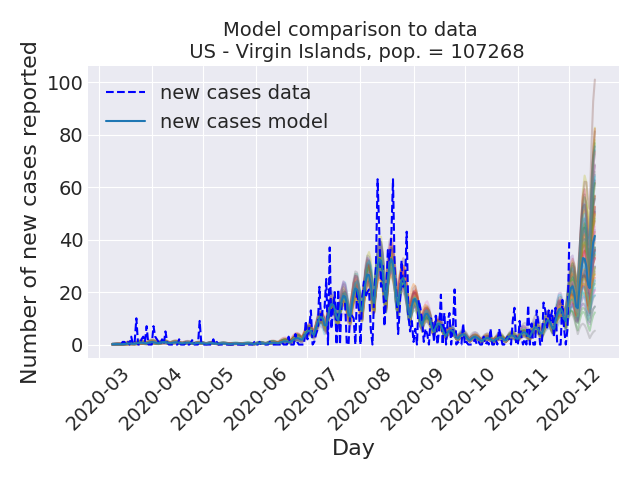 Model comparison to data
US - Virgin Islands, pop. = 107268
Number of new cases reported
100
80
60
40
20
0
new cases data
new cases model
2020-03
2020-04
2020-05
2020-06
2020-07
2020-08
2020-09
2020-10
2020-11
2020-12
Day